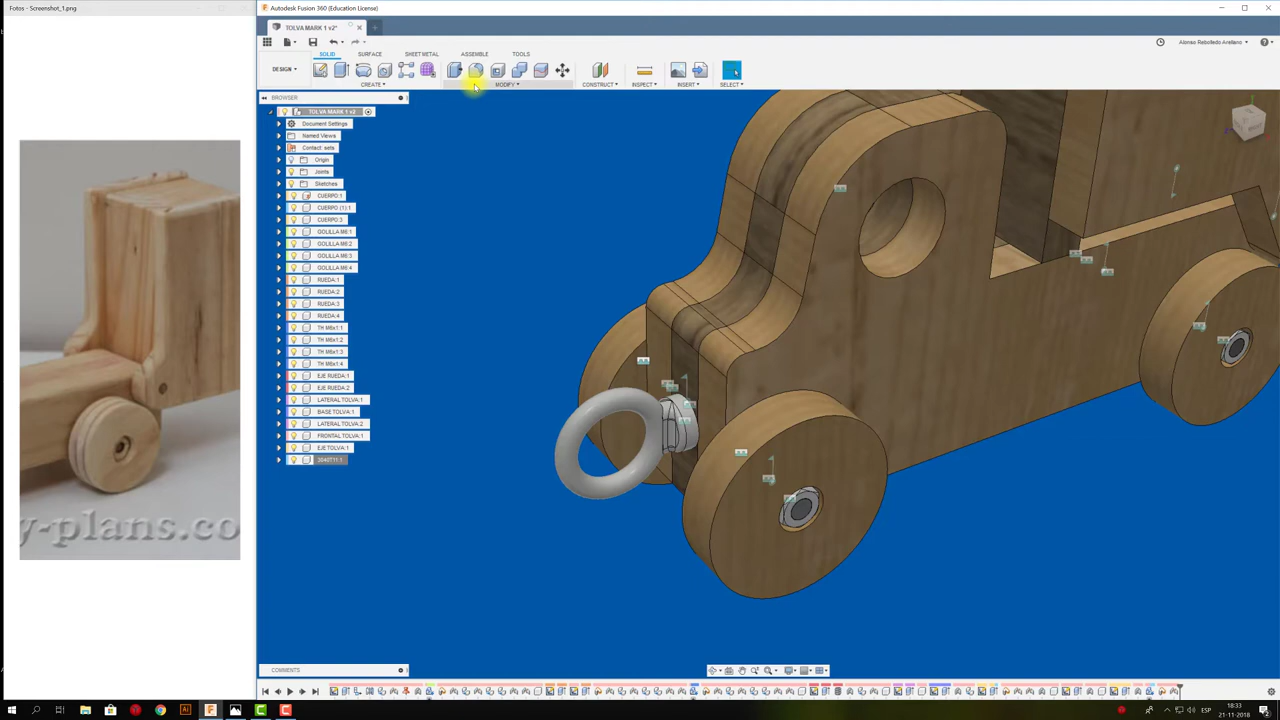 Fotos - Screenshot_1.png
Autodesk Fusion 360 (Education License)
TOLVA MARK 1 v2*
Alonso Rebolledo Arellano
SOLID
SURFACE
SHEET METAL
ASSEMBLE
TOOLS
DESIGN
CREATE
MODIFY
CONSTRUCT
INSPECT
INSERT
SELECT
BROWSER
TOLVA MARK 1 v2
Document Settings
Named Views
Contact sets
Origin
Joints
Sketches
CUERPO:1
CUERPO (1):1
CUERPO:3
GOLILLA M6:1
GOLILLA M6:2
GOLILLA M6:3
GOLILLA M6:4
RUEDA:1
RUEDA:2
RUEDA:3
RUEDA:4
TH M6x1:1
TH M6x1:2
TH M6x1:3
TH M6x1:4
EJE RUEDA:1
EJE RUEDA:2
LATERAL TOLVA:1
BASE TOLVA:1
LATERAL TOLVA:2
FRONTAL TOLVA:1
EJE TOLVA:1
y-plans.co
COMMENTS
ESP
18:33
21-11-2018